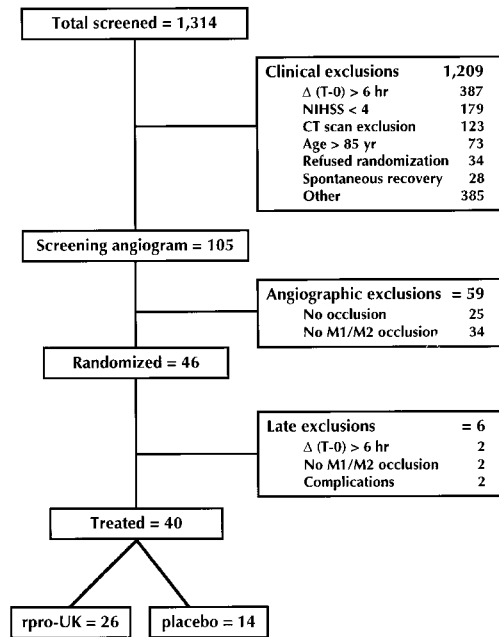 Total screened = 1,314
Clinical exclusions 1,209
Δ (T-0) > 6 hr 387
NIHSS < 4 179
CT scan exclusion 123
Age > 85 yr 73
Refused randomization 34
Spontaneous recovery 28
Other 385
Screening angiogram = 105
Angiographic exclusions = 59
No occlusion 25
No M1/M2 occlusion 34
Randomized = 46
Late exclusions = 6
Δ (T-0) > 6 hr 2
No M1/M2 occlusion 2
Complications 2
Treated = 40
rpro-UK = 26
placebo = 14